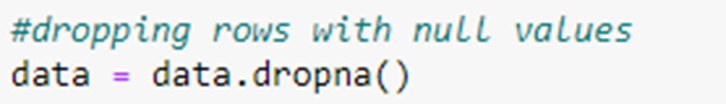 #dropping rows with null values
data = data.dropna()